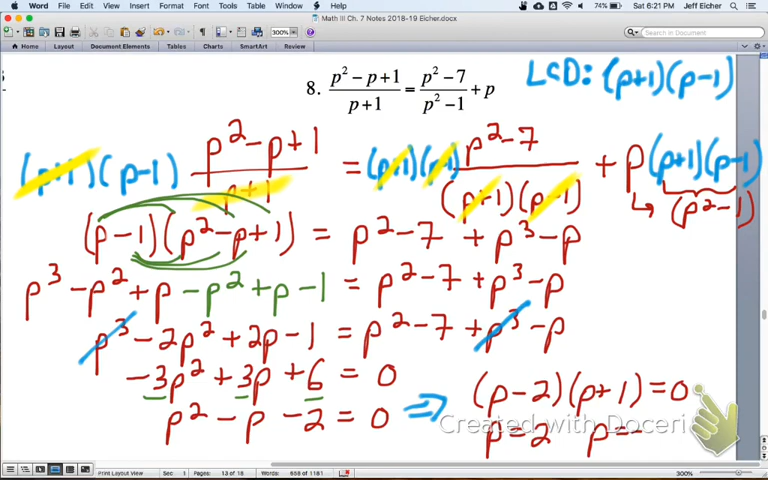 Word File Edit View Insert Format Font Tools Table Window Help 74% Sat 6:21 PM Jeff Eicher
Math III Ch. 7 Notes 2018-19 Eicher.docx
300% Search in Document
Home Layout Document Elements Tables Charts SmartArt Review
8. (p² − p + 1)/(p + 1) = (p² − 7)/(p² − 1) + p
LCD: (p+1)(p−1)
(p+1)(p−1) (p² − p + 1)/(p+1) = (p+1)(p−1) (p² − 7)/((p+1)(p−1)) + p(p+1)(p−1)
↳ (p² − 1)
(p − 1)(p² − p + 1) = p² − 7 + p³ − p
p³ − p² + p − p² + p − 1 = p² − 7 + p³ − p
p³ − 2p² + 2p − 1 = p² − 7 + p³ − p
−3p² + 3p + 6 = 0
p² − p − 2 = 0 ⇒ (p − 2)(p + 1) = 0
p = 2 p = −
Created with Doceri
Print Layout View Sec 1 Pages: 13 of 18 Words: 658 of 1181 300%